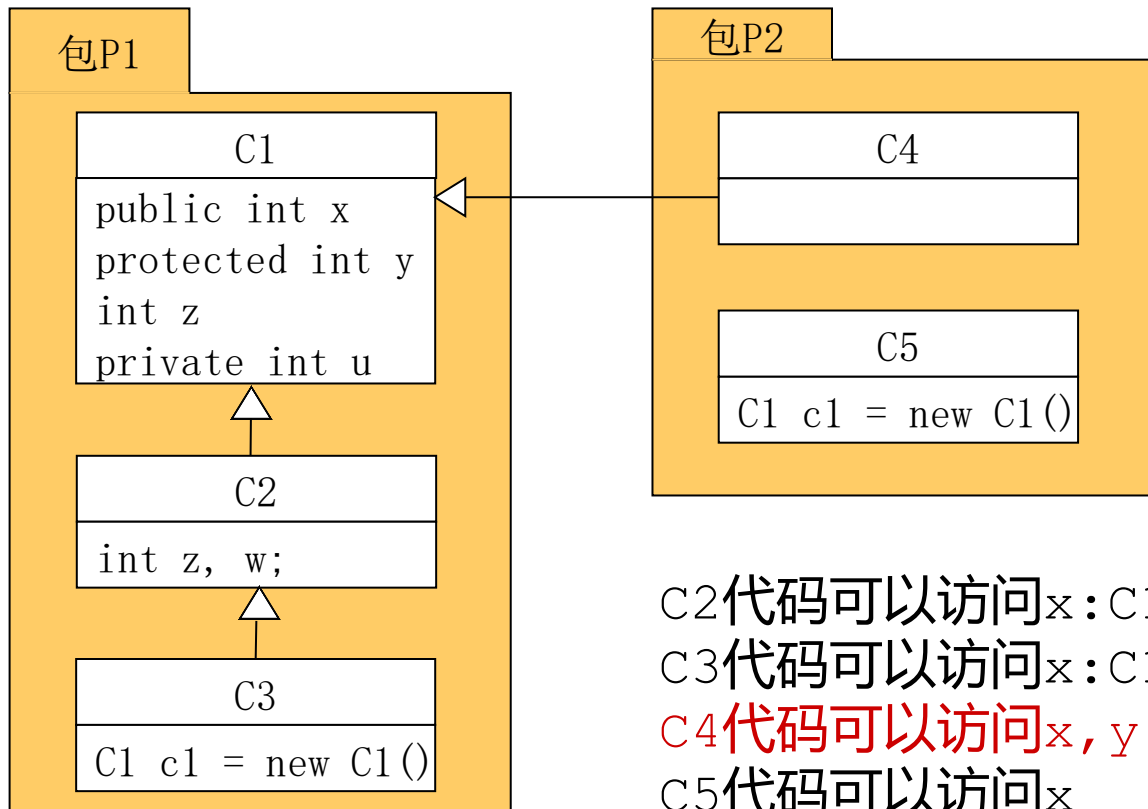 包P1
C1
public int x
protected int y
int z
private int u
C2
int z, w;
C3
C1 c1 = new C1()
包P2
C4
C5
C1 c1 = new C1()
C2代码可以访问x:C1
C3代码可以访问x:C1
C4代码可以访问x,y
C5代码可以访问x